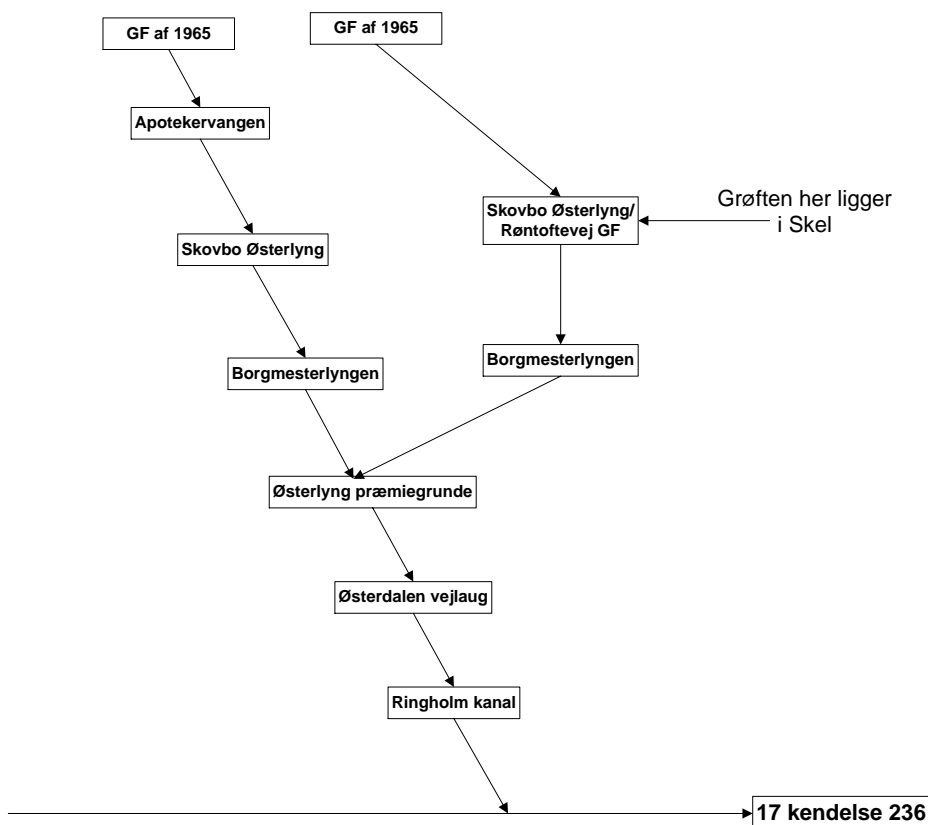 GF af 1965
GF af 1965
Apotekervangen
Skovbo Østerlyng/
Røntoftevej GF
Grøften her ligger
i Skel
Skovbo Østerlyng
Borgmesterlyngen
Borgmesterlyngen
Østerlyng præmiegrunde
Østerdalen vejlaug
Ringholm kanal
17 kendelse 236